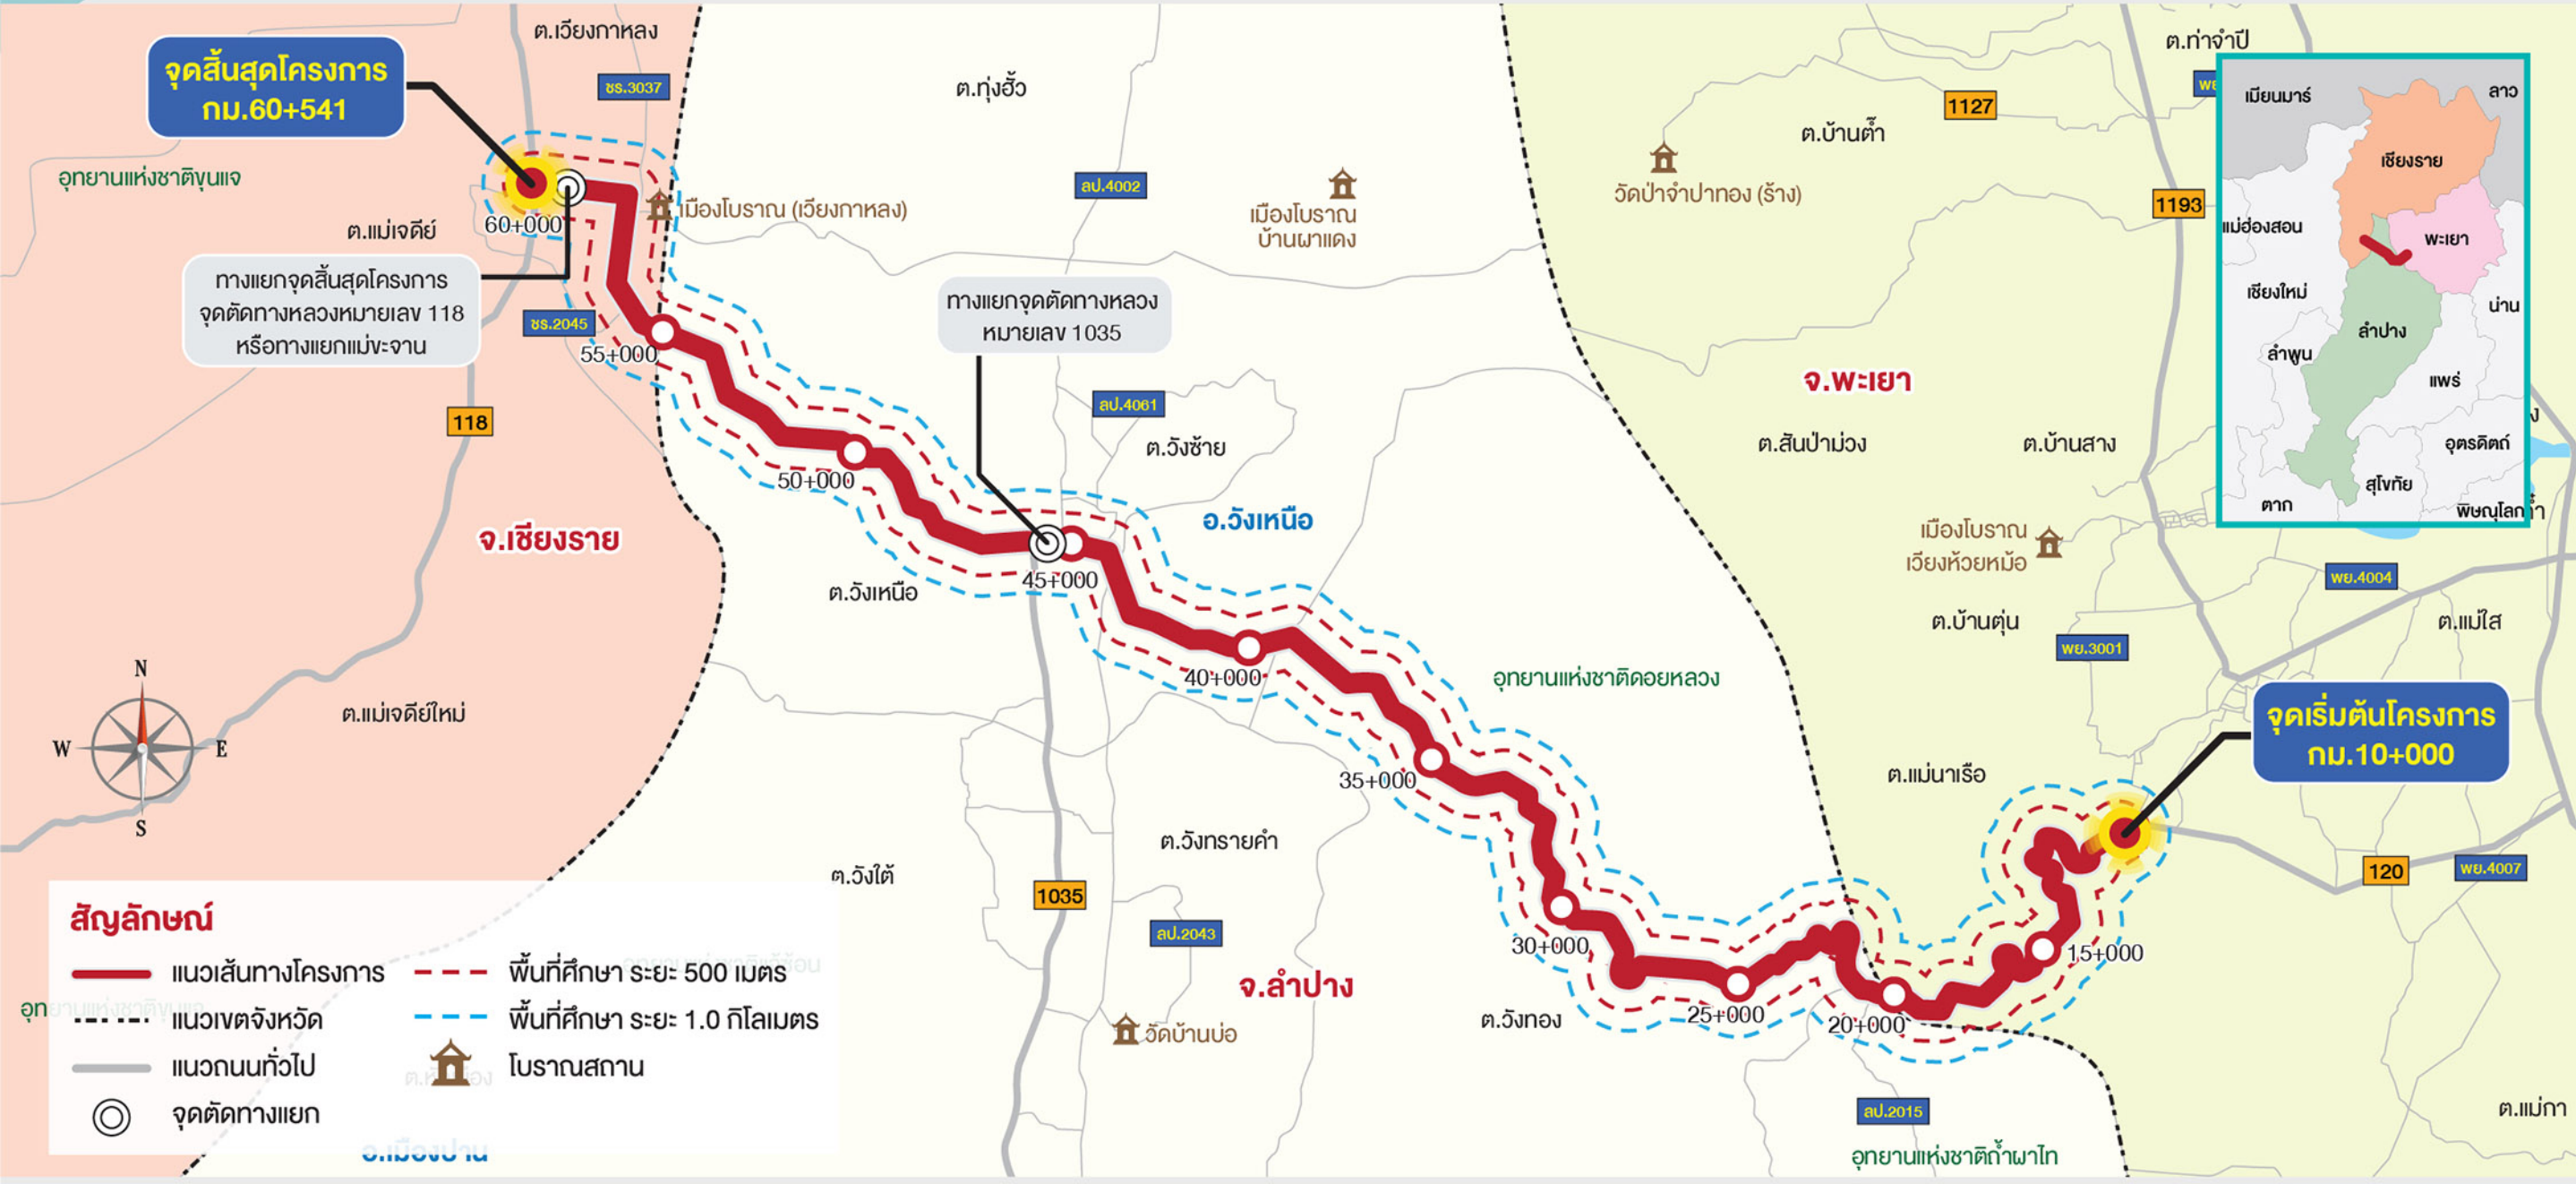 ต.เวียงกาหลง
จุดสิ้นสุดโครงการ
กม.60+541
ชร.3037
อุทยานแห่งชาติขุนแจ
ต.แม่เจดีย์
60+000
เมืองโบราณ (เวียงกาหลง)
ทางแยกจุดสิ้นสุดโครงการ
จุดตัดทางหลวงหมายเลข 118
หรือทางแยกแม่ขะจาน
ชร.2045
55+000
118
จ.เชียงราย
ต.แม่เจดีย์ใหม่
N
W
E
S
ต.ทุ่งฮั้ว
ลป.4002
เมืองโบราณ
บ้านผาแดง
ทางแยกจุดตัดทางหลวง
หมายเลข 1035
ลป.4061
ต.วังซ้าย
50+000
อ.วังเหนือ
45+000
ต.วังเหนือ
40+000
35+000
อุทยานแห่งชาติดอยหลวง
ต.วังทรายคำ
ต.วังใต้
1035
ลป.2043
จ.ลำปาง
วัดบ้านบ่อ
30+000
ต.วังทอง
25+000
20+000
15+000
ลป.2015
อุทยานแห่งชาติถ้ำผาไท
ต.ท่าจำปี
1127
ต.บ้านต๊ำ
วัดป่าจำปาทอง (ร้าง)
1193
จ.พะเยา
ต.สันป่าม่วง
ต.บ้านสาง
เมืองโบราณ
เวียงห้วยหม้อ
พย.4004
ต.บ้านตุ่น
ต.แม่ใส
พย.3001
จุดเริ่มต้นโครงการ
กม.10+000
ต.แม่นาเรือ
120
พย.4007
ต.แม่กา
เมียนมาร์
ลาว
เชียงราย
แม่ฮ่องสอน
พะเยา
เชียงใหม่
น่าน
ลำปาง
ลำพูน
แพร่
อุตรดิตถ์
สุโขทัย
ตาก
พิษณุโลก
สัญลักษณ์
แนวเส้นทางโครงการ
แนวเขตจังหวัด
แนวถนนทั่วไป
จุดตัดทางแยก
พื้นที่ศึกษา ระยะ 500 เมตร
พื้นที่ศึกษา ระยะ 1.0 กิโลเมตร
โบราณสถาน
อุทยานแห่งชาติขุนแจ
อ.เมืองปาน